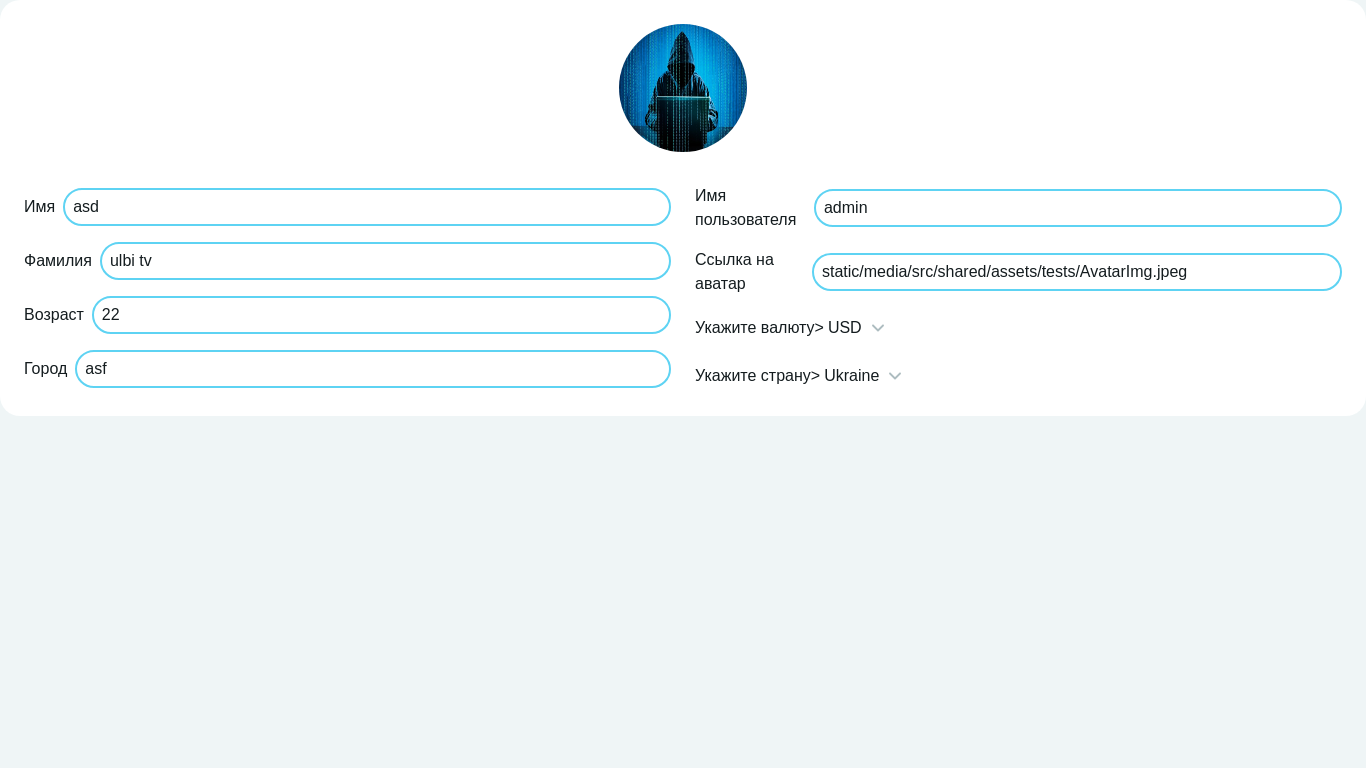 Имя asd
Фамилия ulbi tv
Возраст 22
Город asf
Имя
пользователя admin
Ссылка на
аватар static/media/src/shared/assets/tests/AvatarImg.jpeg
Укажите валюту> USD
Укажите страну> Ukraine